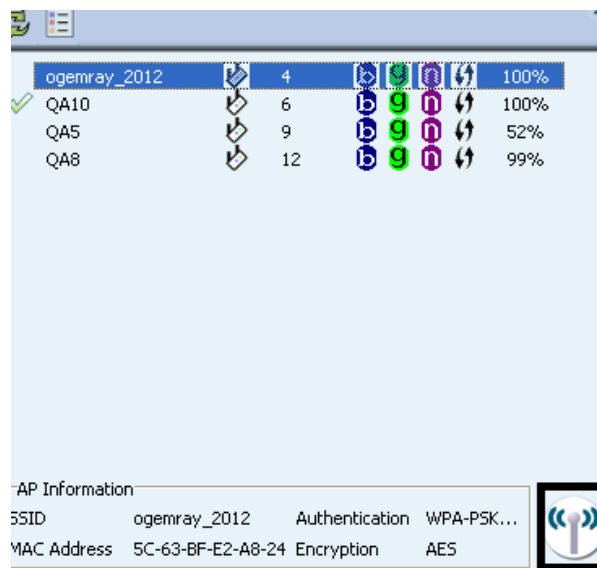 ogemray_2012 4 b g n 100%
QA10 6 b g n 100%
QA5 9 b g n 52%
QA8 12 b g n 99%
AP Information
SSID ogemray_2012 Authentication WPA-PSK...
MAC Address 5C-63-BF-E2-A8-24 Encryption AES